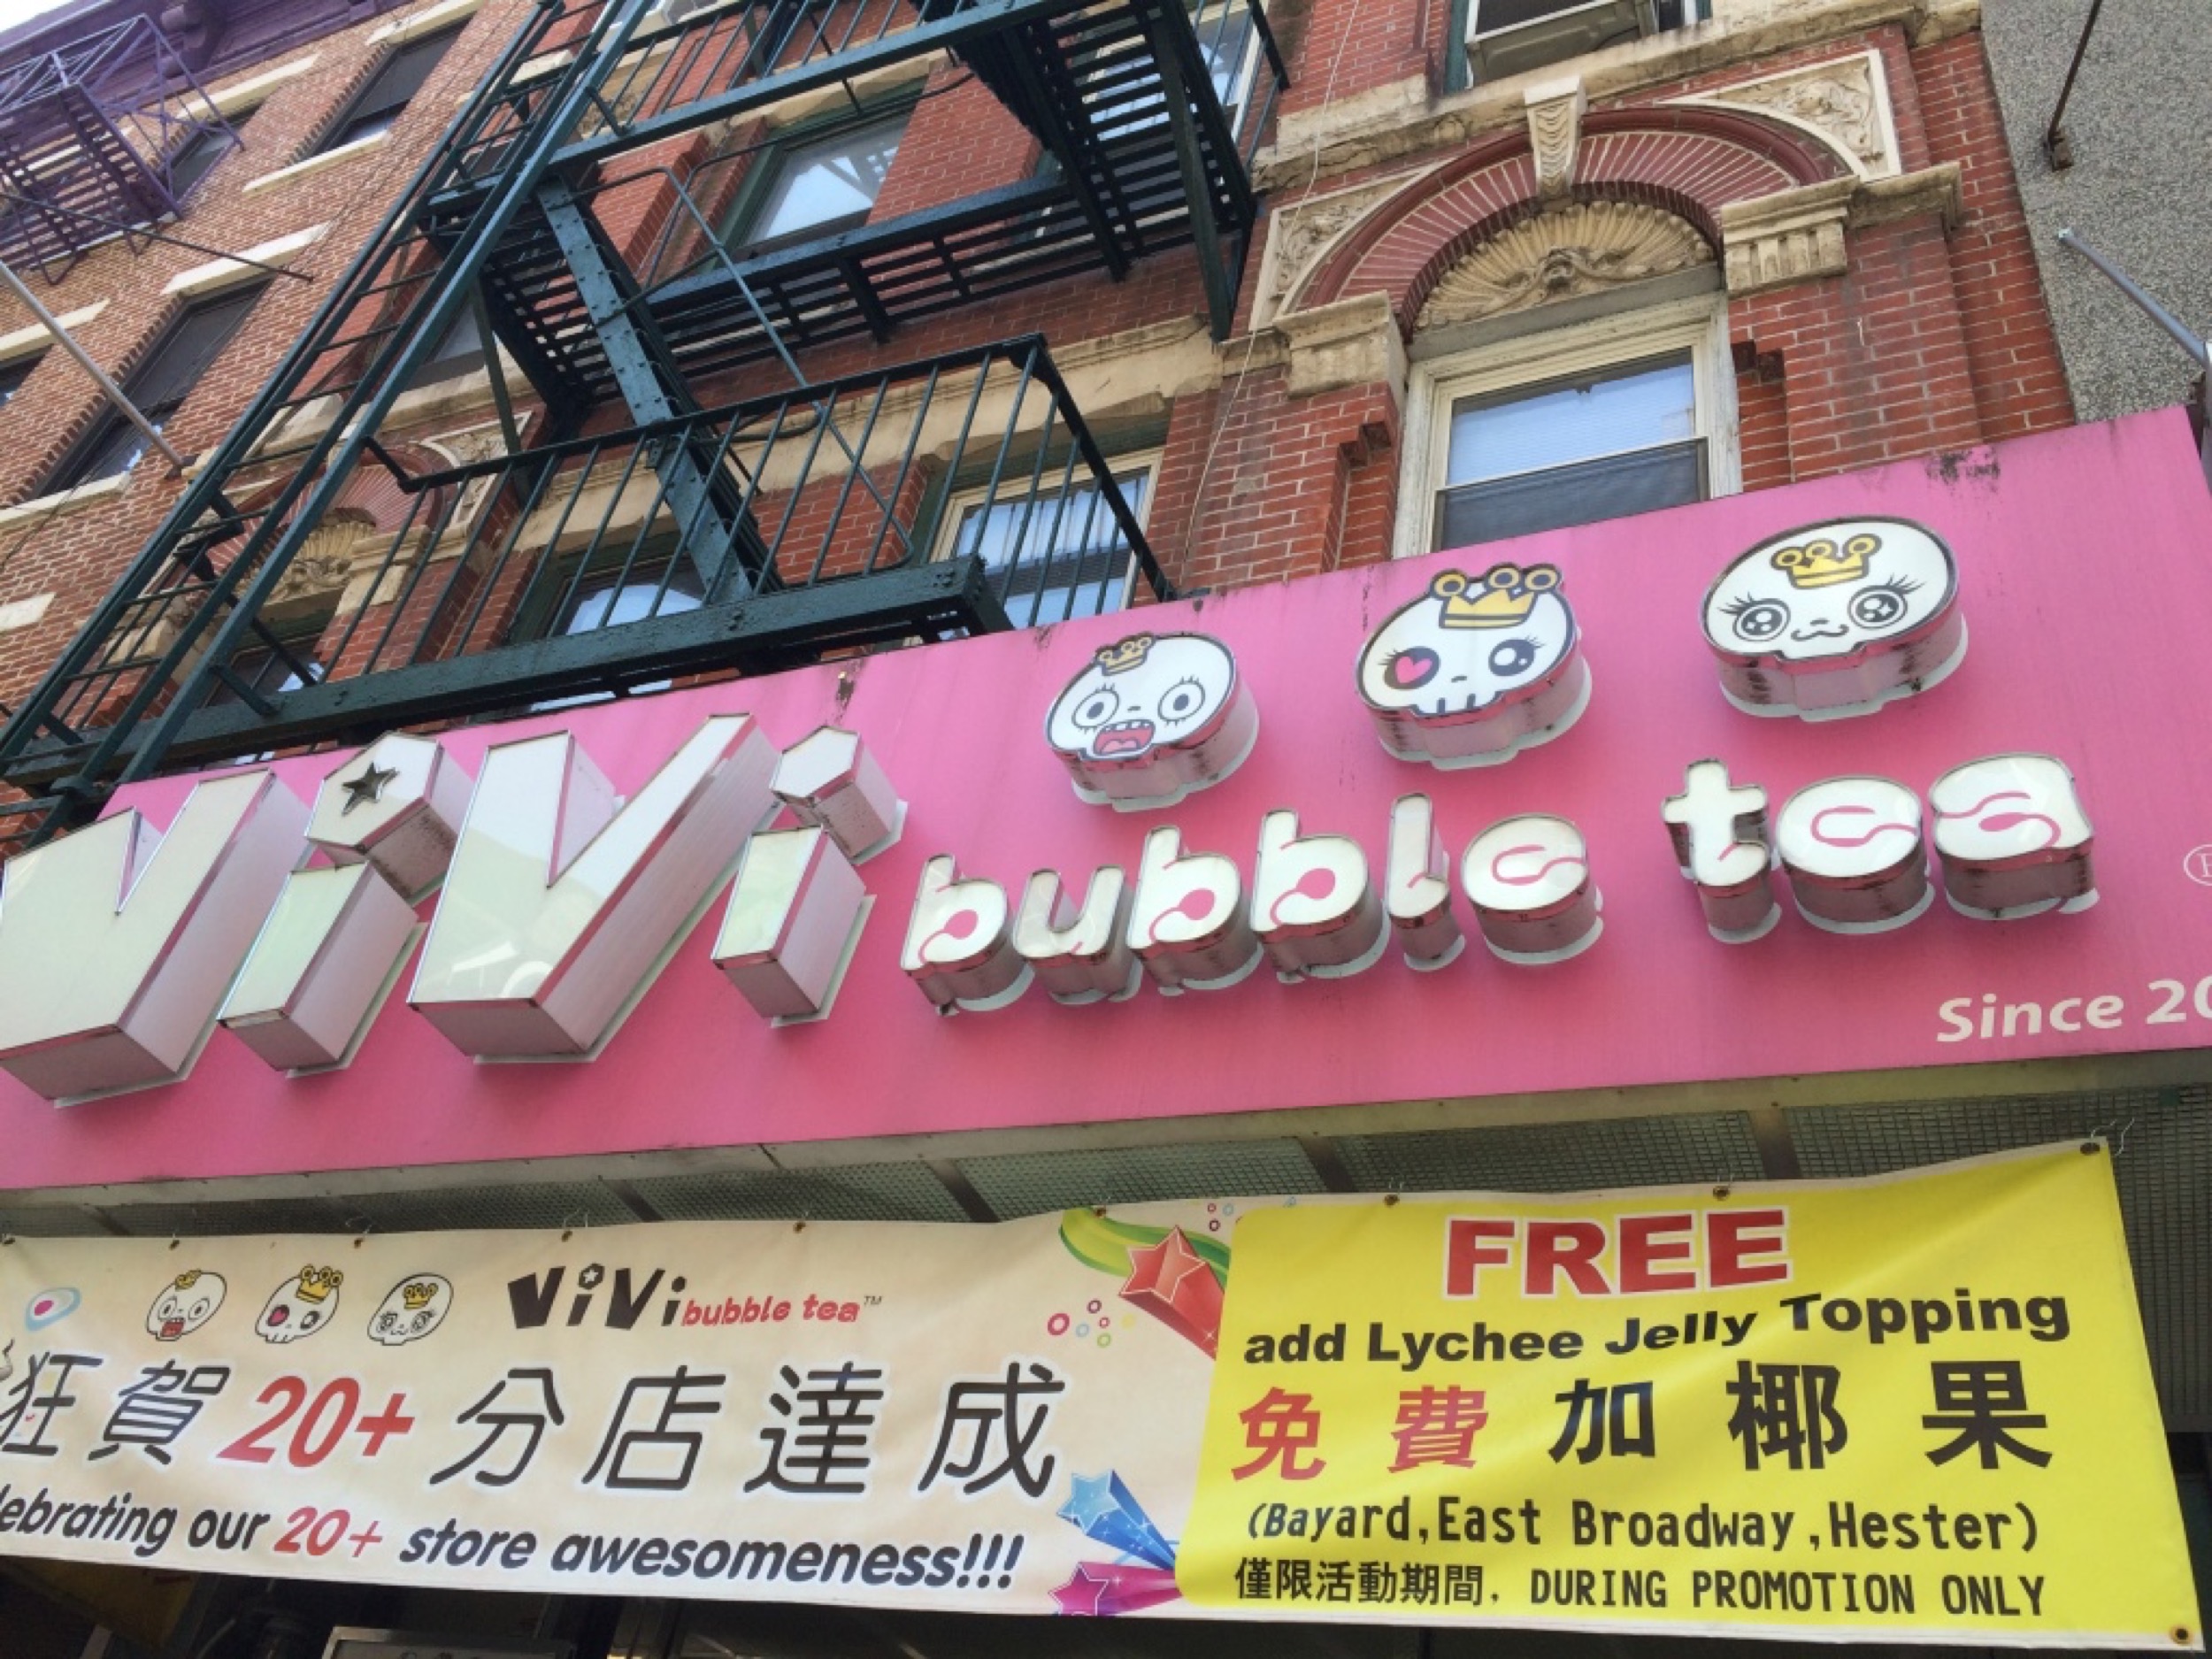 ViVi bubble tea
Since 20
ViVi bubble tea™
狂賀 20+ 分店達成
lebrating our 20+ store awesomeness!!!
FREE
add Lychee Jelly Topping
免費加椰果
(Bayard,East Broadway,Hester)
僅限活動期間. DURING PROMOTION ONLY